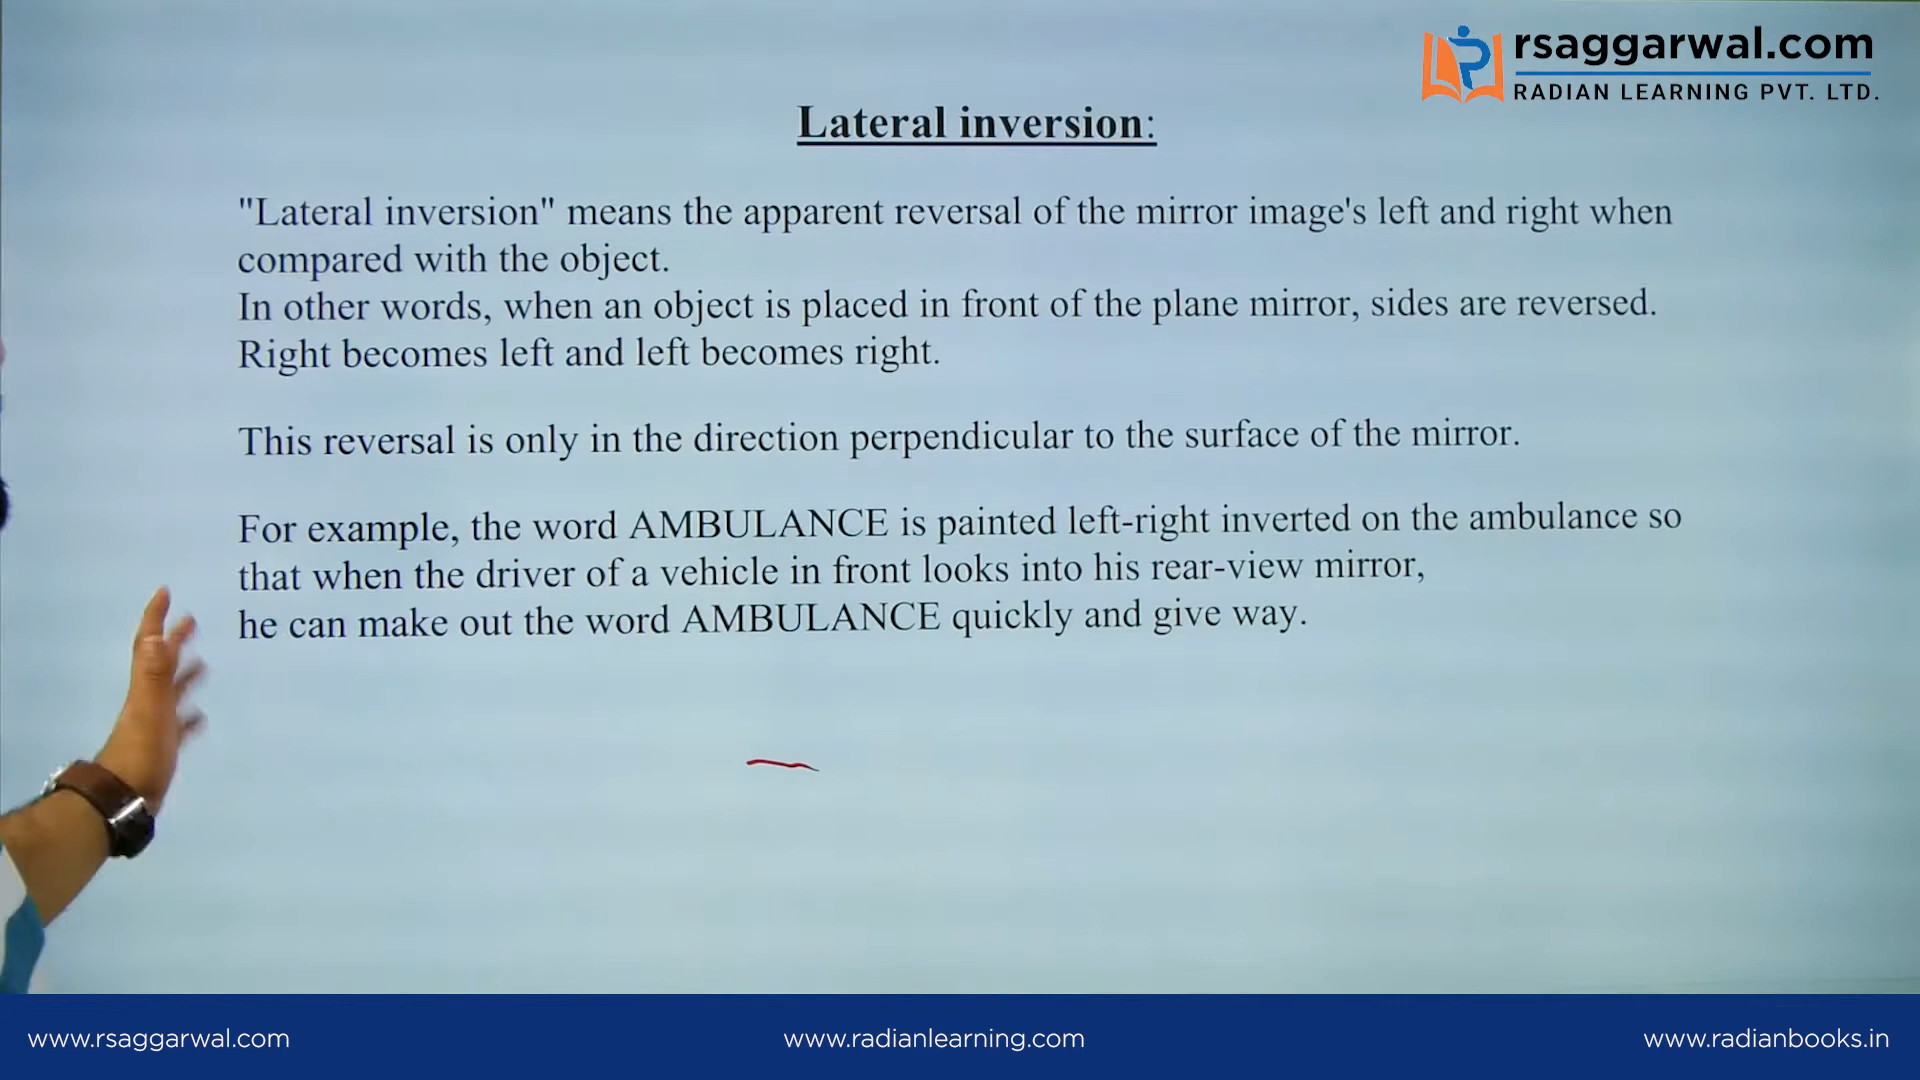 rsaggarwal.com
RADIAN LEARNING PVT. LTD.
Lateral inversion:
"Lateral inversion" means the apparent reversal of the mirror image's left and right when
compared with the object.
In other words, when an object is placed in front of the plane mirror, sides are reversed.
Right becomes left and left becomes right.
This reversal is only in the direction perpendicular to the surface of the mirror.
For example, the word AMBULANCE is painted left-right inverted on the ambulance so
that when the driver of a vehicle in front looks into his rear-view mirror,
he can make out the word AMBULANCE quickly and give way.
www.rsaggarwal.com
www.radianlearning.com
www.radianbooks.in